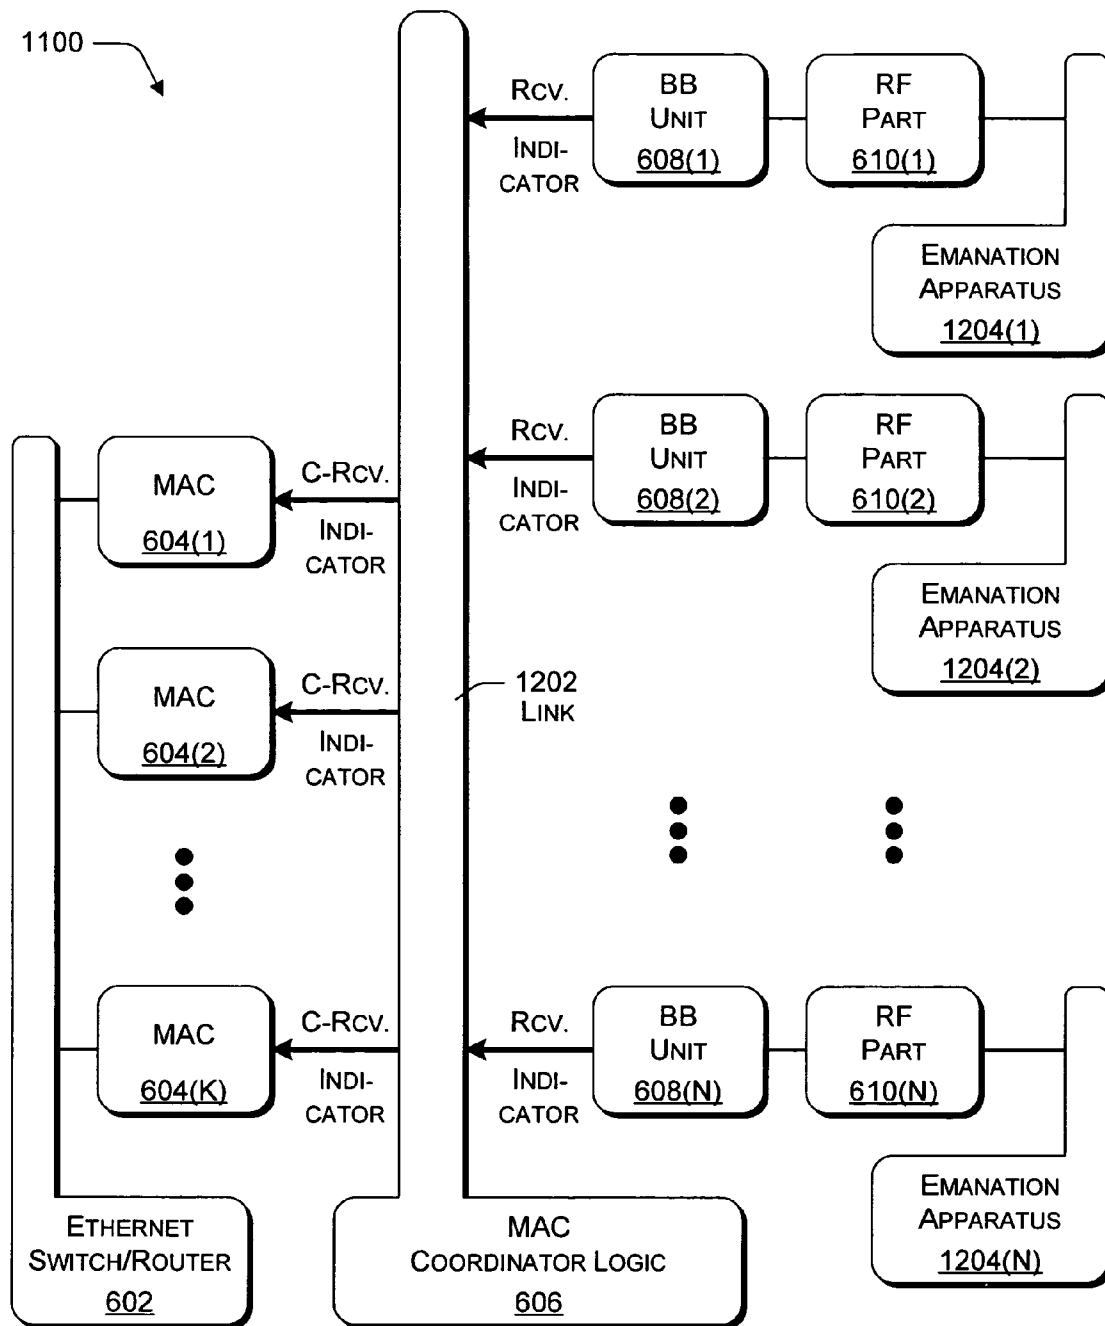 1100
RCV.
INDI-
CATOR
BB
UNIT
608(1)
RF
PART
610(1)
EMANATION
APPARATUS
1204(1)
RCV.
INDI-
CATOR
BB
UNIT
608(2)
RF
PART
610(2)
EMANATION
APPARATUS
1204(2)
MAC
604(1)
C-RCV.
INDI-
CATOR
MAC
604(2)
C-RCV.
INDI-
CATOR
1202
LINK
MAC
604(K)
C-RCV.
INDI-
CATOR
RCV.
INDI-
CATOR
BB
UNIT
608(N)
RF
PART
610(N)
EMANATION
APPARATUS
1204(N)
ETHERNET
SWITCH/ROUTER
602
MAC
COORDINATOR LOGIC
606